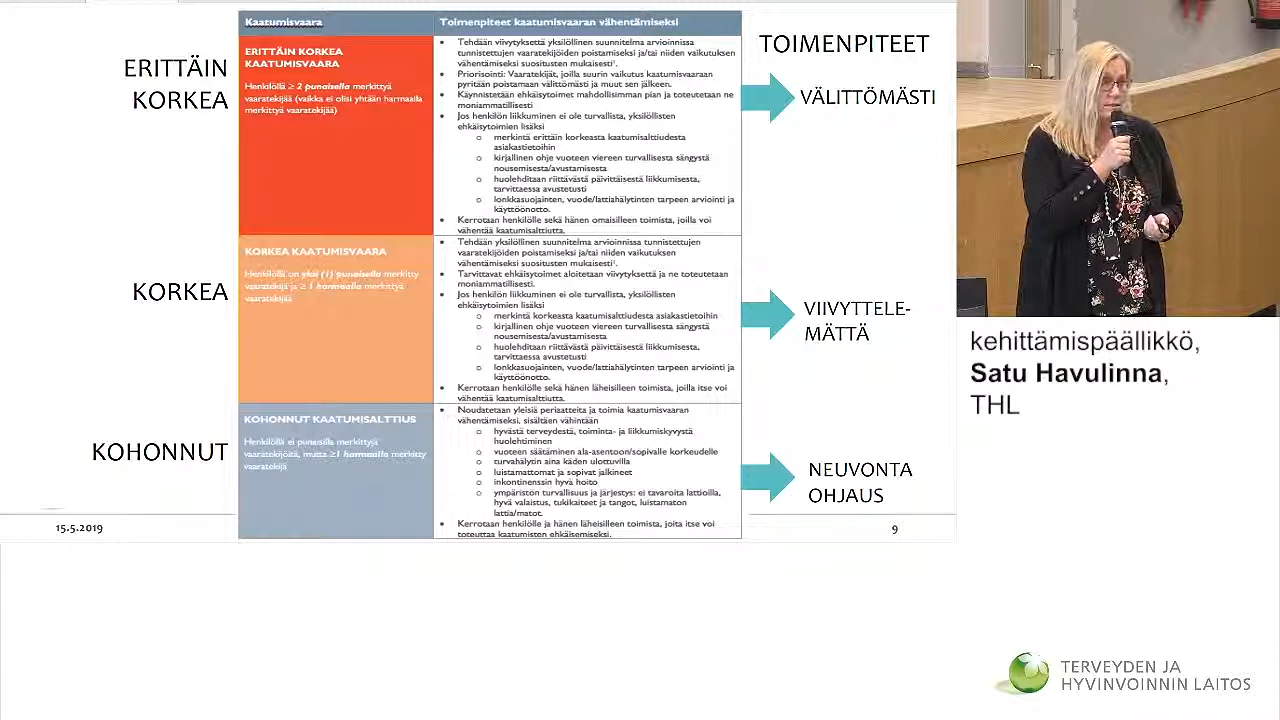 Kaatumisvaara
Toimenpiteet kaatumisvaaran vähentämiseksi
TOIMENPITEET
ERITTÄIN
KORKEA
ERITTÄIN KORKEA
KAATUMISVAARA
Henkilöllä ≥ 2 punaisella merkittyä
vaaratekijää (vaikka ei olisi yhtään harmaalla
merkittyä vaaratekijää)
• Tehdään viivytyksettä yksilöllinen suunnitelma arvioinnissa
tunnistettujen vaaratekijöiden poistamiseksi ja/tai niiden vaikutuksen
vähentämiseksi suositusten mukaisesti¹.
• Priorisointi: Vaaratekijät, joilla suurin vaikutus kaatumisvaaraan
pyritään poistamaan välittömästi ja muut sen jälkeen.
• Käynnistetään ehkäisytoimet mahdollisimman pian ja toteutetaan ne
moniammatillisesti
• Jos henkilön liikkuminen ei ole turvallista, yksilöllisten
ehkäisytoimien lisäksi
o merkintä erittäin korkeasta kaatumisalttiudesta
asiakastietoihin
o kirjallinen ohje vuoteen viereen turvallisesta sängystä
nousemisesta/avustamisesta
o huolehditaan riittävästä päivittäisestä liikkumisesta,
tarvittaessa avustetusti
o lonkkasuojainten, vuode/lattiahälytinten tarpeen arviointi ja
käyttöönotto.
• Kerrotaan henkilölle sekä hänen omaisilleen toimista, joilla voi
vähentää kaatumisalttiutta.
VÄLITTÖMÄSTI
KORKEA
KORKEA KAATUMISVAARA
Henkilöllä on yksi (1) punaisella merkitty
vaaratekijä ja ≥ 1 harmaalla merkittyä
vaaratekijää
• Tehdään yksilöllinen suunnitelma arvioinnissa tunnistettujen
vaaratekijöiden poistamiseksi ja/tai niiden vaikutuksen
vähentämiseksi suositusten mukaisesti¹.
• Tarvittavat ehkäisytoimet aloitetaan viivytyksettä ja ne toteutetaan
moniammatillisesti.
• Jos henkilön liikkuminen ei ole turvallista, yksilöllisten
ehkäisytoimien lisäksi
o merkintä korkeasta kaatumisalttiudesta asiakastietoihin
o kirjallinen ohje vuoteen viereen turvallisesta sängystä
nousemisesta/avustamisesta
o huolehditaan riittävästä päivittäisestä liikkumisesta,
tarvittaessa avustetusti
o lonkkasuojainten, vuode/lattiahälytinten tarpeen arviointi ja
käyttöönotto.
• Kerrotaan henkilölle sekä hänen läheisilleen toimista, joilla itse voi
vähentää kaatumisalttiutta.
VIIVYTTELE-
MÄTTÄ
KOHONNUT
KOHONNUT KAATUMISALTTIUS
Henkilöllä ei punaisilla merkittyjä
vaaratekijöitä, mutta ≥1 harmaalla merkitty
vaaratekijä
• Noudatetaan yleisiä periaatteita ja toimia kaatumisvaaran
vähentämiseksi, sisältäen vähintään
o hyvästä terveydestä, toiminta- ja liikkumiskyvystä
huolehtiminen
o vuoteen säätäminen ala-asentoon/sopivalle korkeudelle
o turvahälytin aina käden ulottuvilla
o luistamattomat ja sopivat jalkineet
o inkontinenssin hyvä hoito
o ympäristön turvallisuus ja järjestys: ei tavaroita lattioilla,
hyvä valaistus, tukikaiteet ja tangot, luistamaton
lattia/matot.
• Kerrotaan henkilölle ja hänen läheisilleen toimista, joita itse voi
toteuttaa kaatumisten ehkäisemiseksi.
NEUVONTA
OHJAUS
15.5.2019
9
kehittämispäällikkö,
Satu Havulinna,
THL
TERVEYDEN JA
HYVINVOINNIN LAITOS